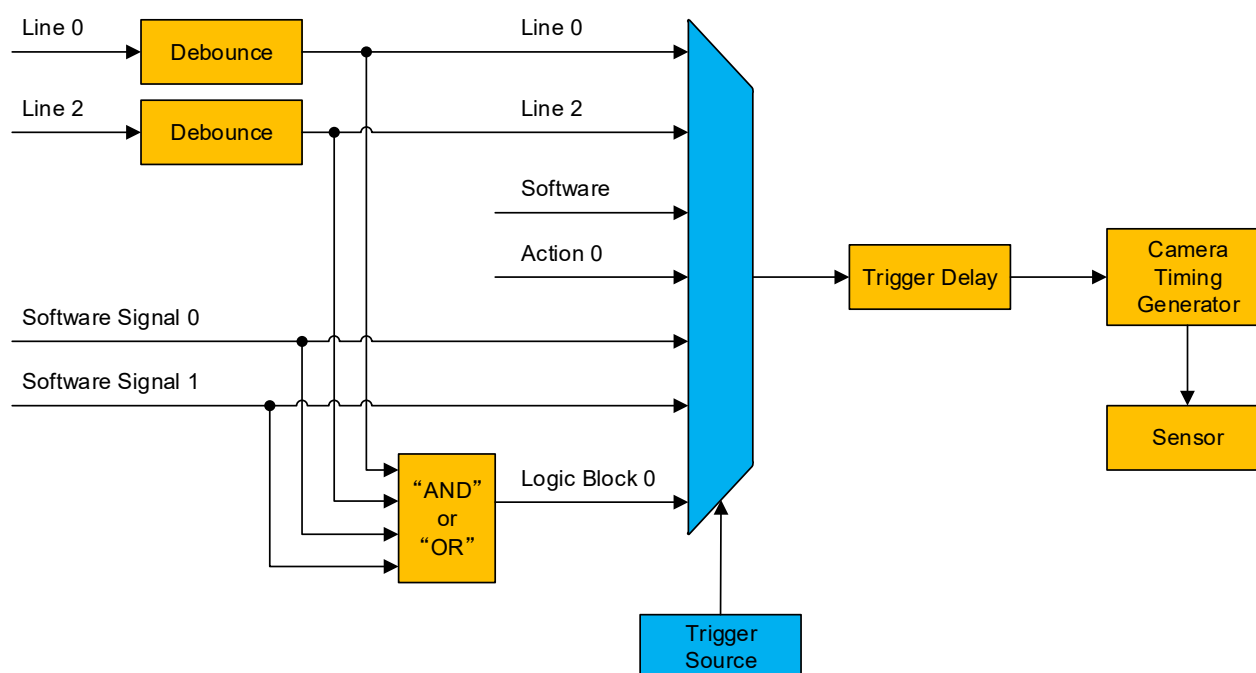 Line 0
Debounce
Line 0
Line 2
Debounce
Line 2
Software
Action 0
Trigger Delay
Camera
Timing
Generator
Software Signal 0
Software Signal 1
Sensor
“AND”
or
“OR”
Logic Block 0
Trigger
Source